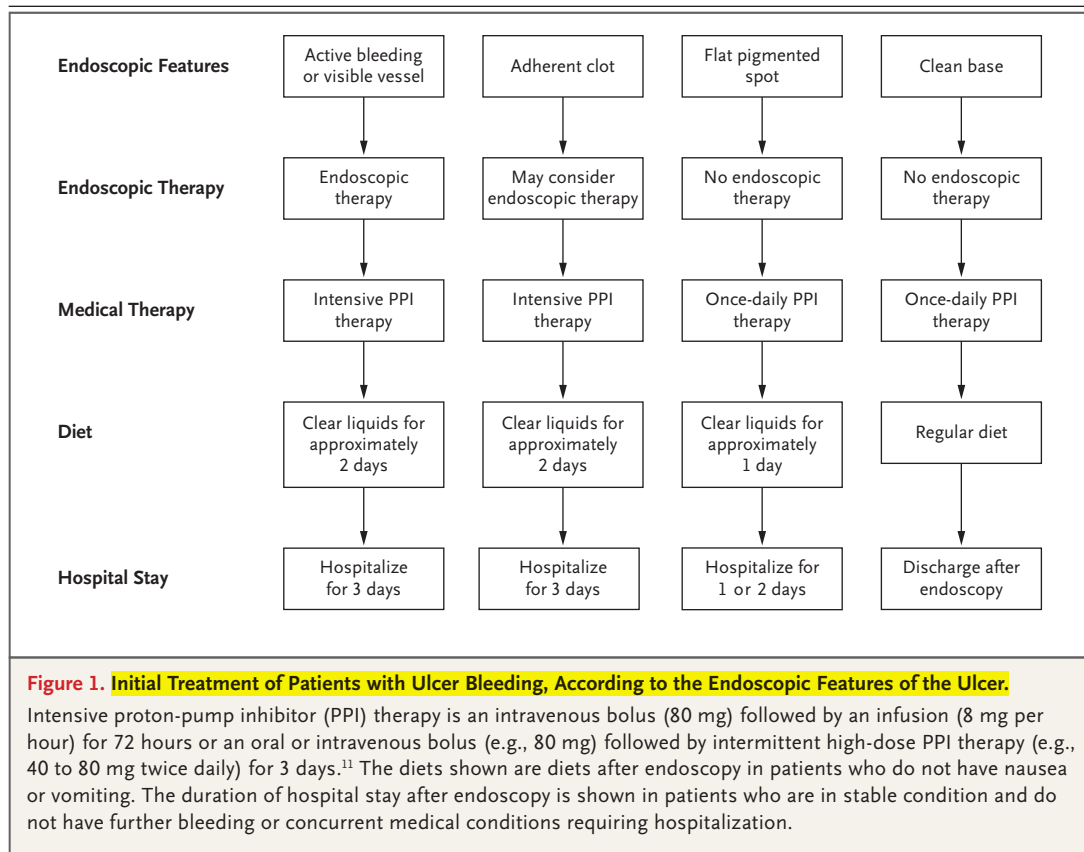 Endoscopic Features
Active bleeding
or visible vessel
Adherent clot
Flat pigmented
spot
Clean base
Endoscopic Therapy
Endoscopic
therapy
May consider
endoscopic therapy
No endoscopic
therapy
No endoscopic
therapy
Medical Therapy
Intensive PPI
therapy
Intensive PPI
therapy
Once-daily PPI
therapy
Once-daily PPI
therapy
Diet
Clear liquids for
approximately
2 days
Clear liquids for
approximately
2 days
Clear liquids for
approximately
1 day
Regular diet
Hospital Stay
Hospitalize
for 3 days
Hospitalize
for 3 days
Hospitalize for
1 or 2 days
Discharge after
endoscopy
Figure 1. Initial Treatment of Patients with Ulcer Bleeding, According to the Endoscopic Features of the Ulcer.
Intensive proton-pump inhibitor (PPI) therapy is an intravenous bolus (80 mg) followed by an infusion (8 mg per
hour) for 72 hours or an oral or intravenous bolus (e.g., 80 mg) followed by intermittent high-dose PPI therapy (e.g.,
40 to 80 mg twice daily) for 3 days.11 The diets shown are diets after endoscopy in patients who do not have nausea
or vomiting. The duration of hospital stay after endoscopy is shown in patients who are in stable condition and do
not have further bleeding or concurrent medical conditions requiring hospitalization.